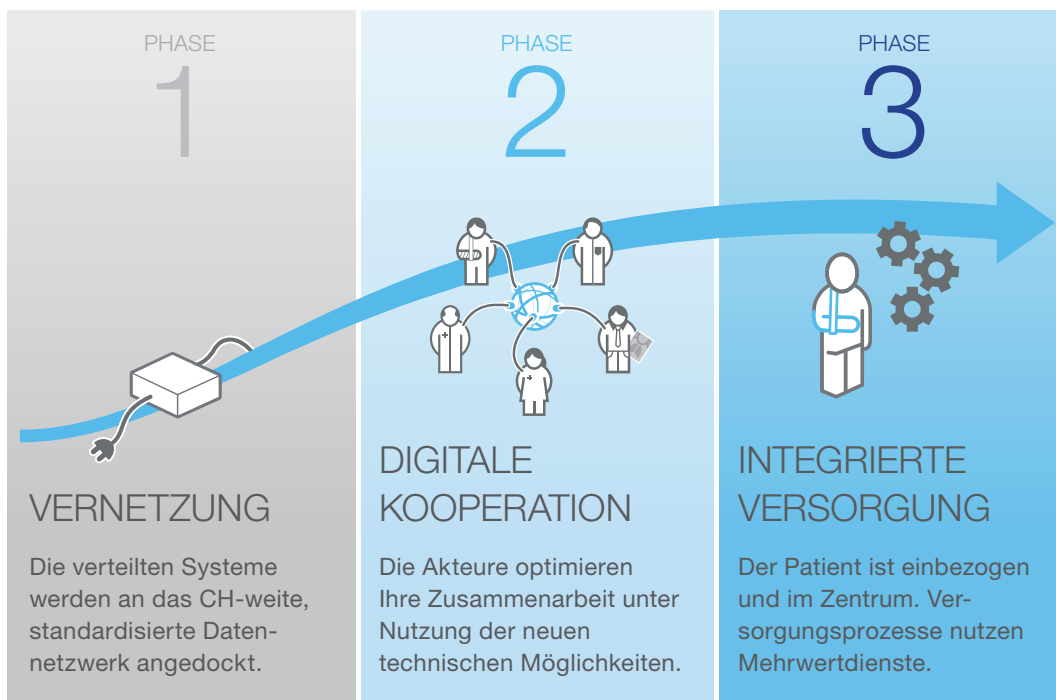 PHASE
1
VERNETZUNG
Die verteilten Systeme
werden an das CH-weite,
standardisierte Daten-
netzwerk angedockt.
PHASE
2
DIGITALE
KOOPERATION
Die Akteure optimieren
Ihre Zusammenarbeit unter
Nutzung der neuen
technischen Möglichkeiten.
PHASE
3
INTEGRIERTE
VERSORGUNG
Der Patient ist einbezogen
und im Zentrum. Ver-
sorgungsprozesse nutzen
Mehrwertdienste.